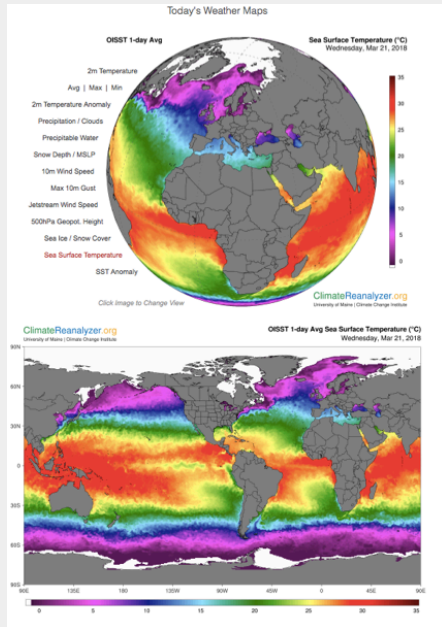 Today's Weather Maps
OISST 1-day Avg
Sea Surface Temperature (°C)
Wednesday, Mar 21, 2018
2m Temperature
Avg | Max | Min
2m Temperature Anomaly
Precipitation / Clouds
Precipitable Water
Snow Depth / MSLP
10m Wind Speed
Max 10m Gust
Jetstream Wind Speed
500hPa Geopot. Height
Sea Ice / Snow Cover
Sea Surface Temperature
SST Anomaly
35
30
25
20
15
10
5
0
Click Image to Change View
ClimateReanalyzer.org
University of Maine | Climate Change Institute
ClimateReanalyzer.org
University of Maine | Climate Change Institute
OISST 1-day Avg Sea Surface Temperature (°C)
Wednesday, Mar 21, 2018
90N
60N
30N
0
30S
60S
90S
90E 135E 180 135W 90W 45W 0 45E 90E
0 5 10 15 20 25 30 35